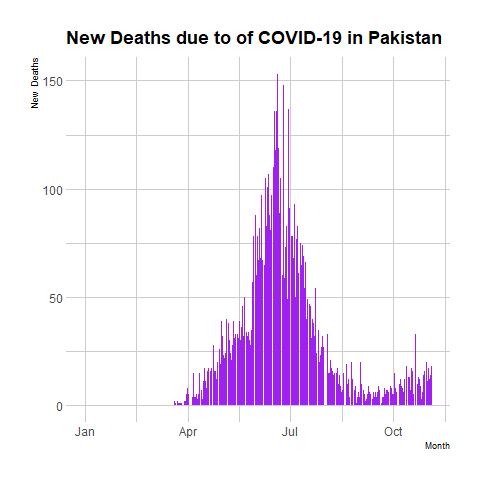 New Deaths due to of COVID-19 in Pakistan
New Deaths
150
100
50
0
Jan Apr Jul Oct
Month